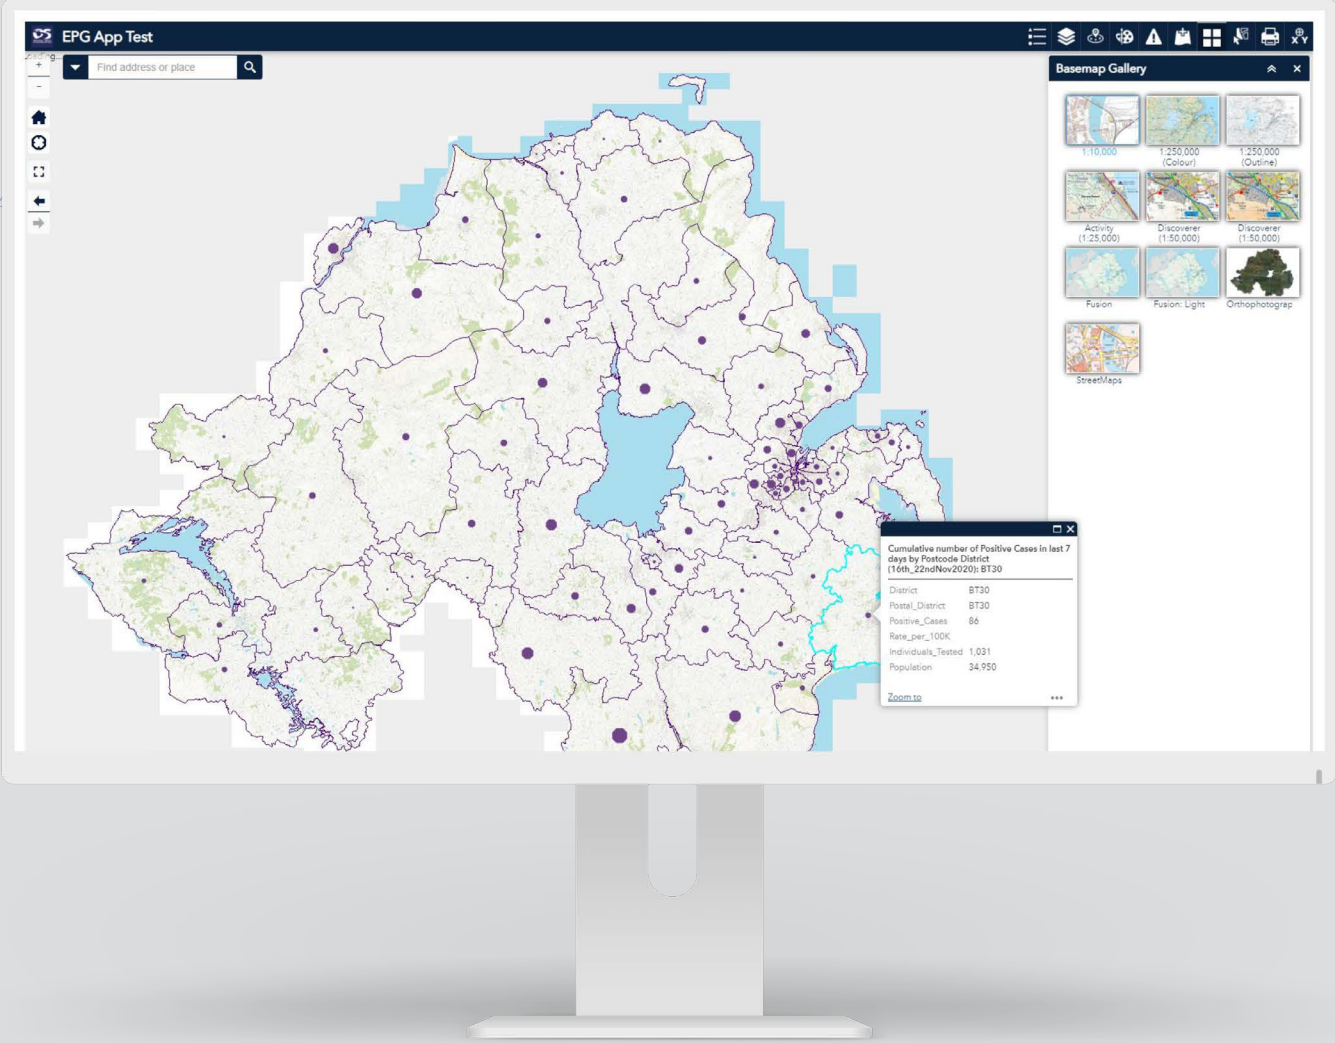 OS
EPG App Test
Find address or place
Basemap Gallery
1:10,000
1:250,000
(Colour)
1:250,000
(Outline)
Activity
(1:25,000)
Discoverer
(1:50,000)
Discoverer
(1:50,000)
Fusion
Fusion: Light
Orthophotograp
StreetMaps
Cumulative number of Positive Cases in last 7
days by Postcode District
(16th_22ndNov2020): BT30
District BT30
Postal_District BT30
Positive_Cases 86
Rate_per_100K
Individuals_Tested 1,031
Population 34,950
Zoom to